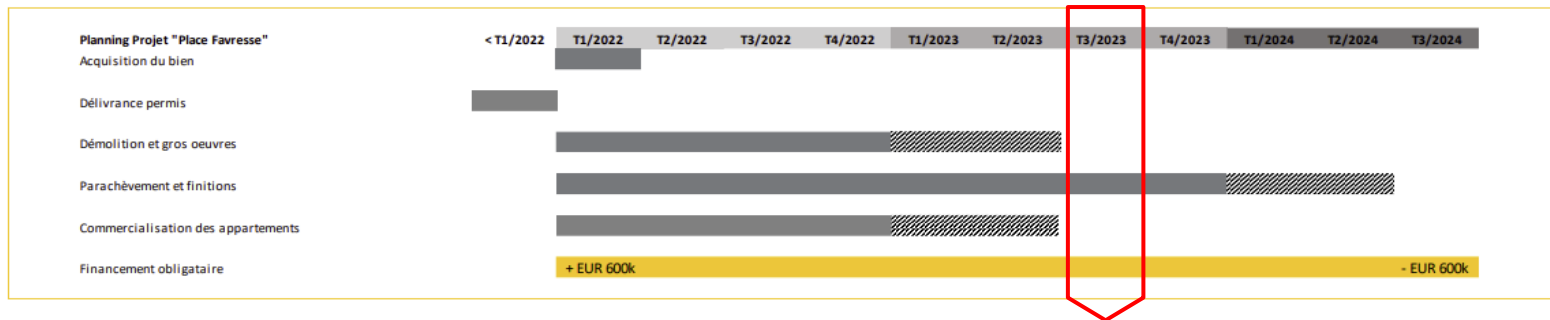 Planning Projet "Place Favresse" < T1/2022 T1/2022 T2/2022 T3/2022 T4/2022 T1/2023 T2/2023 T3/2023 T4/2023 T1/2024 T2/2024 T3/2024
Acquisition du bien
Délivrance permis
Démolition et gros oeuvres
Parachèvement et finitions
Commercialisation des appartements
Financement obligataire + EUR 600k - EUR 600k